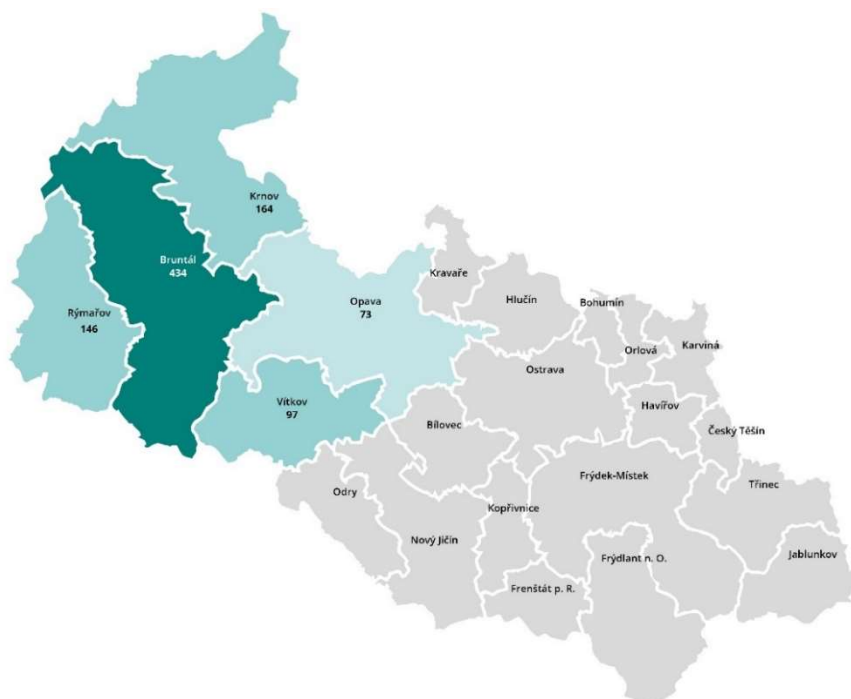 Krnov
164
Bruntál
434
Rýmařov
146
Opava
73
Vítkov
97
Kravaře
Hlučín
Bohumín
Orlová
Karviná
Ostrava
Havířov
Český Těšín
Bílovec
Frýdek-Místek
Třinec
Odry
Kopřivnice
Nový Jičín
Frýdlant n. O.
Jablunkov
Frenštát p. R.